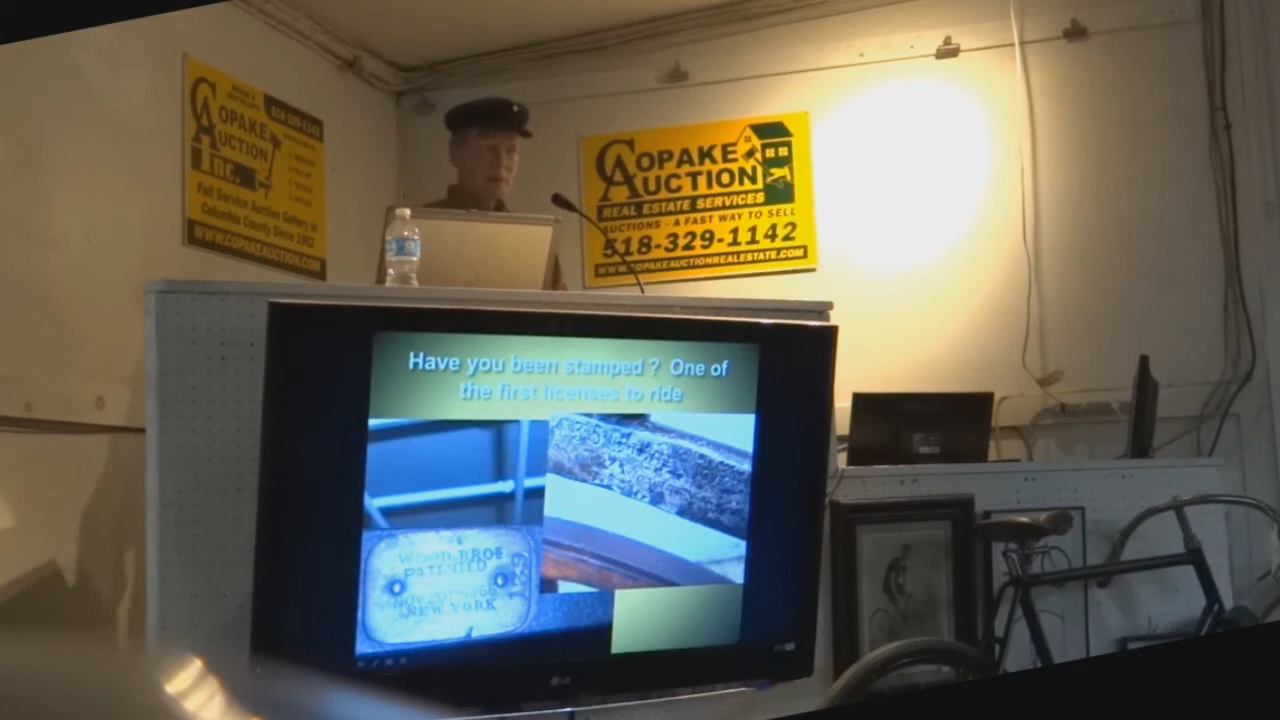 518-329-1142
COPAKE
AUCTION
Inc.
Full Service Auction Gallery in
Columbia County Since 1952
WWW.COPAKEAUCTION.COM
COPAKE
AUCTION
REAL ESTATE SERVICES
AUCTIONS - A FAST WAY TO SELL
518-329-1142
WWW.COPAKEAUCTIONREALESTATE.COM
Have you been stamped ? One of
the first licenses to ride
WOOD BROS
PATENTED
NEW YORK
LG